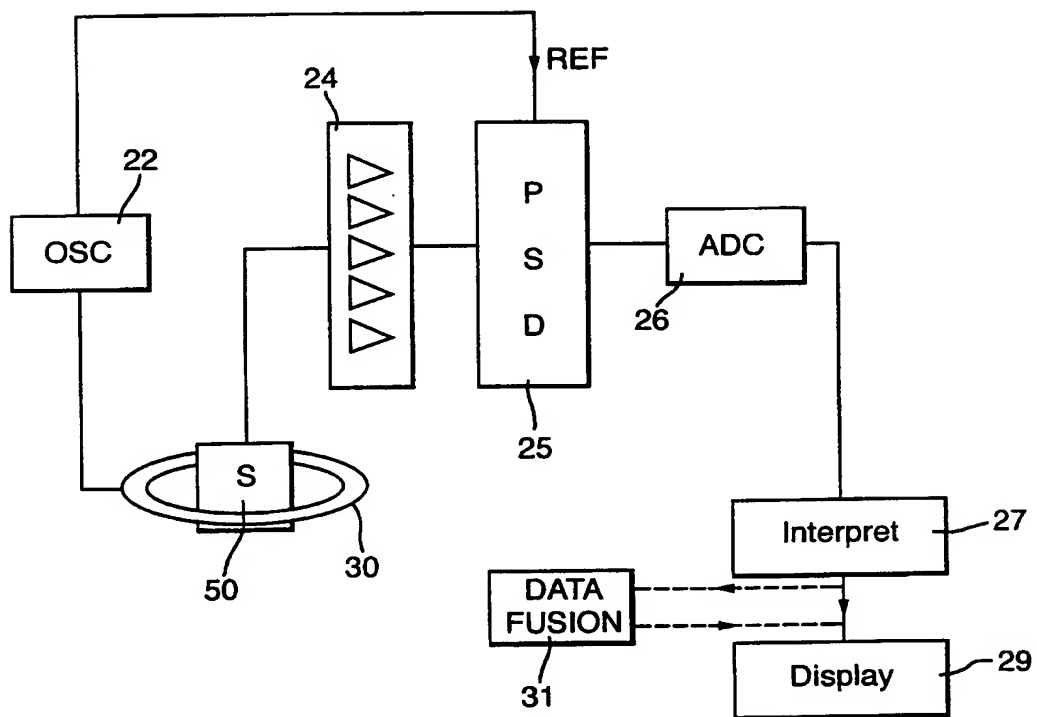 REF
24
22
OSC
P
S
D
ADC
26
25
S
50
30
Interpret
27
DATA
FUSION
31
Display
29